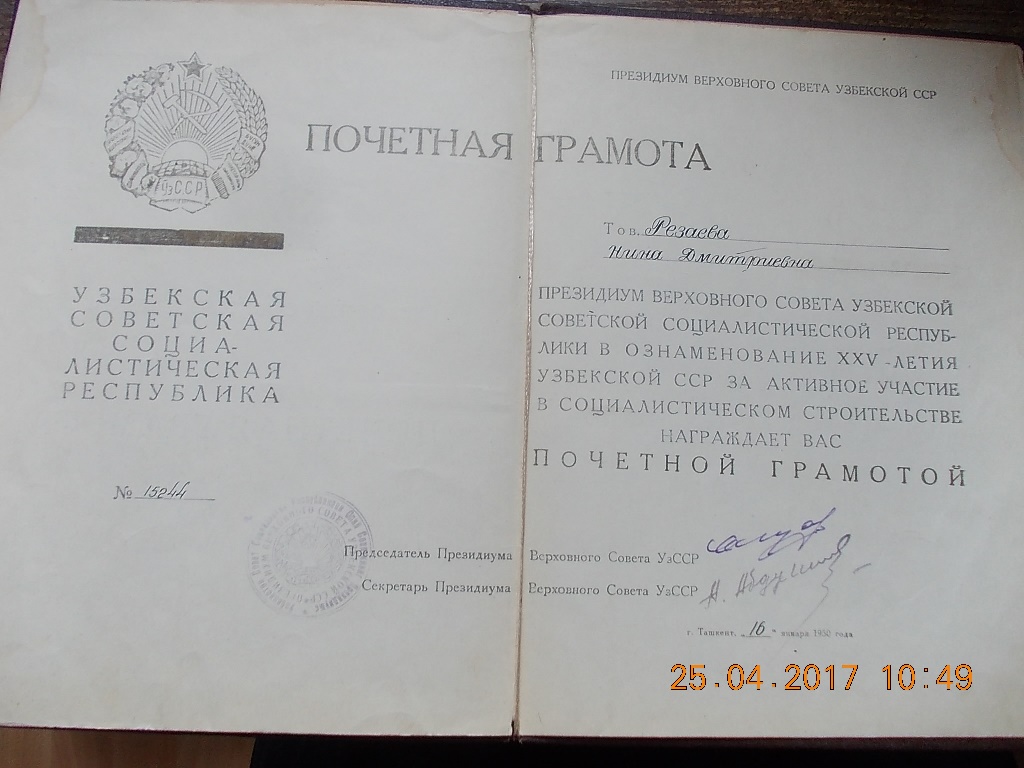 УзССР
УЗБЕКСКАЯ
СОВЕТСКАЯ
СОЦИА-
ЛИСТИЧЕСКАЯ
РЕСПУБЛИКА
№ 15244
ПРЕЗИДИУМ ВЕРХОВНОГО СОВЕТА УЗБЕКСКОЙ ССР
ПОЧЕТНАЯ ГРАМОТА
Тов. Резаева
Нина Дмитриевна
ПРЕЗИДИУМ ВЕРХОВНОГО СОВЕТА УЗБЕКСКОЙ
СОВЕТСКОЙ СОЦИАЛИСТИЧЕСКОЙ РЕСПУБ-
ЛИКИ В ОЗНАМЕНОВАНИЕ XXV-ЛЕТИЯ
УЗБЕКСКОЙ ССР ЗА АКТИВНОЕ УЧАСТИЕ
В СОЦИАЛИСТИЧЕСКОМ СТРОИТЕЛЬСТВЕ
НАГРАЖДАЕТ ВАС
ПОЧЕТНОЙ ГРАМОТОЙ
Председатель Президиума Верховного Совета УзССР
Секретарь Президиума Верховного Совета УзССР
г. Ташкент, „16" января 1950 года
25.04.2017 10:49